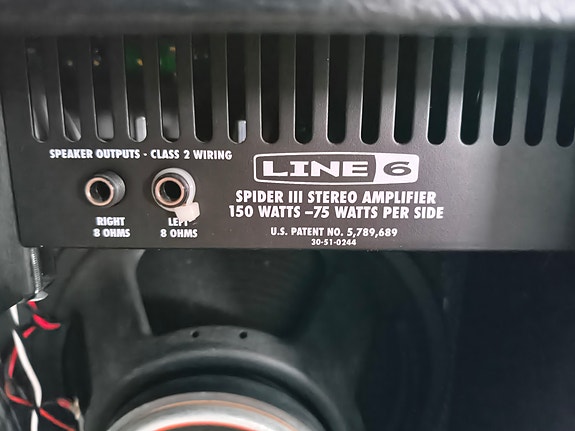 SPEAKER OUTPUTS - CLASS 2 WIRING
LINE 6
SPIDER III STEREO AMPLIFIER
150 WATTS –75 WATTS PER SIDE
RIGHT
8 OHMS
LEFT
8 OHMS
U.S. PATENT NO. 5,789,689
30-51-0244